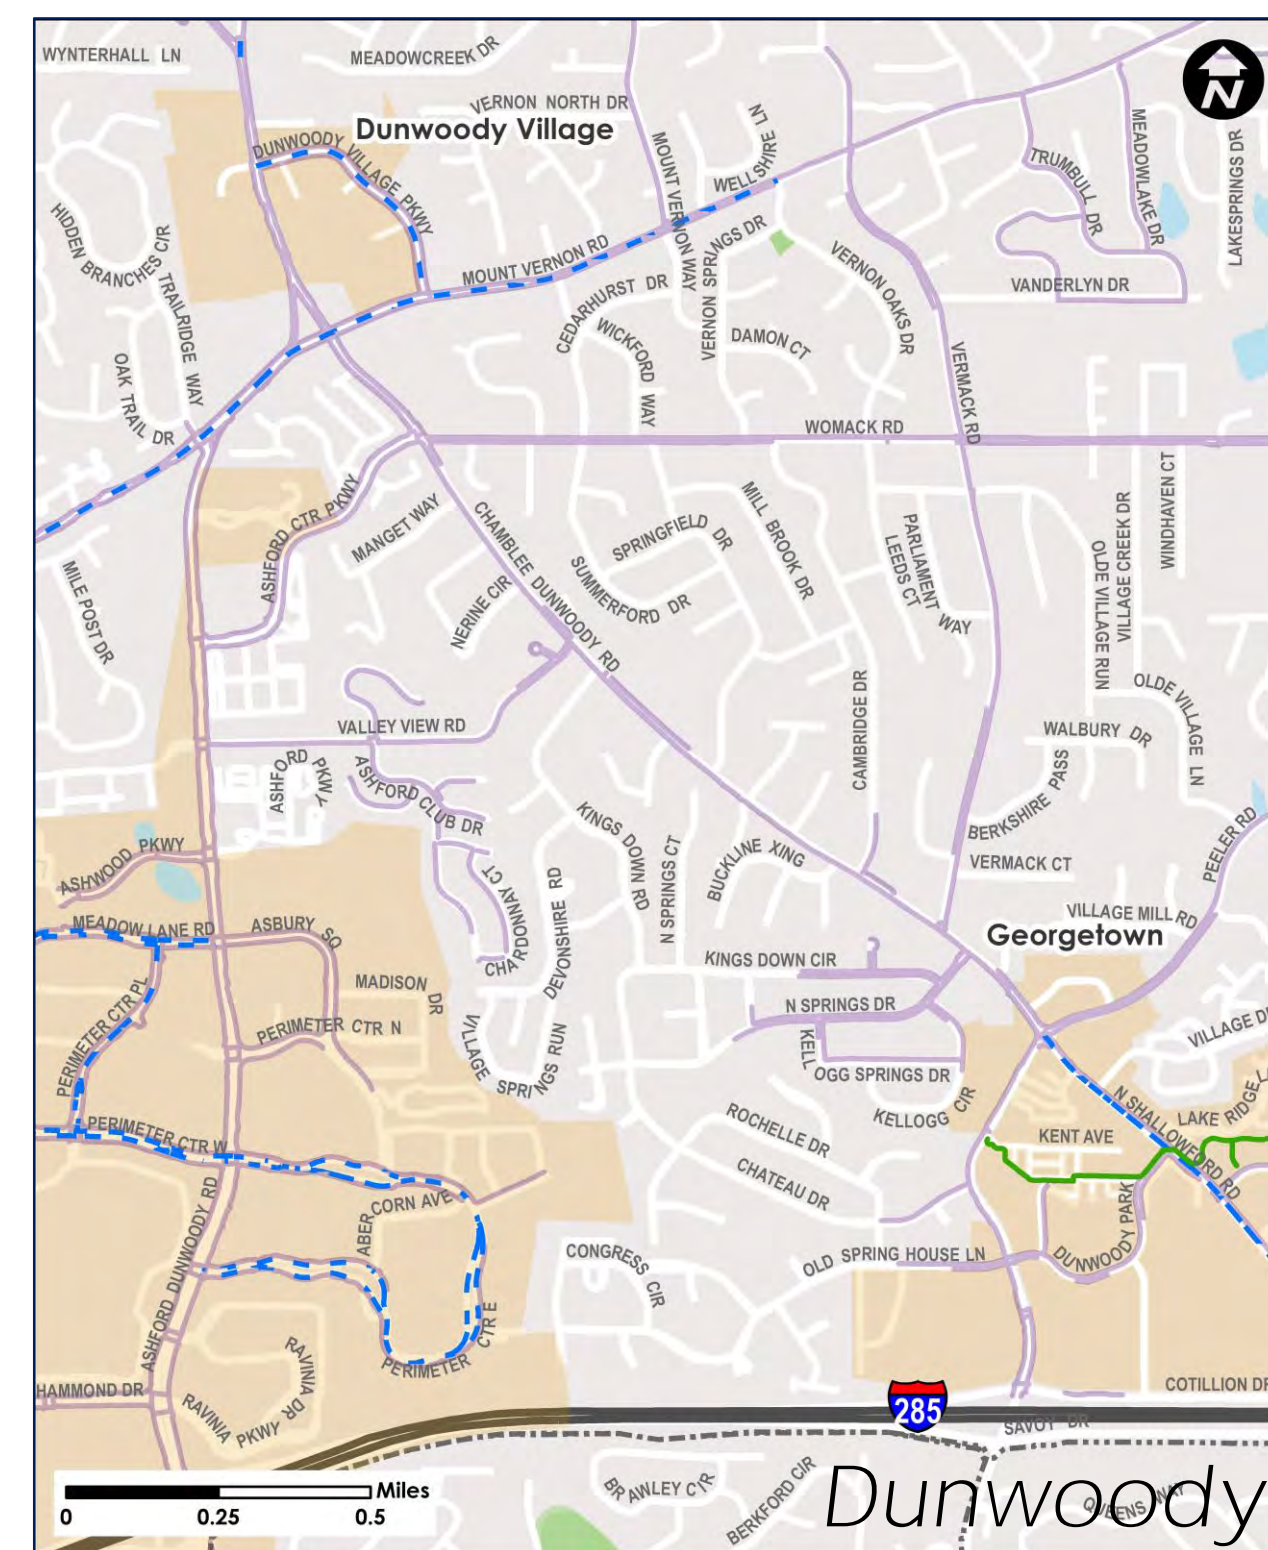 WYNTERHALL LN
MEADOWCREEK DR
VERNON NORTH DR
Dunwoody Village
DUNWOODY VILLAGE PKWY
MOUNT VERNON WAY
WELLSHIRE LN
N
TRUMBULL DR
MEADOWLAKE DR
LAKESPRINGS DR
HIDDEN BRANCHES CIR
TRAILRIDGE WAY
OAK TRAIL DR
MOUNT VERNON RD
CEDARHURST DR
WICKFORD WAY
VERNON SPRINGS DR
DAMON CT
VERNON OAKS DR
VANDERLYN DR
VERMACK RD
WOMACK RD
ASHFORD CTR PKWY
MANGET WAY
CHAMBLEE DUNWOODY RD
NERINE CIR
SPRINGFIELD DR
SUMMERFORD DR
MILL BROOK DR
PARLIAMENT WAY
LEEDS CT
OLDE VILLAGE RUN
VILLAGE CREEK DR
WINDHAVEN CT
MILE POST DR
VALLEY VIEW RD
ASHFORD PKWY
ASHFORD CLUB DR
CAMBRIDGE DR
WALBURY DR
OLDE VILLAGE LN
BERKSHIRE PASS
PEELER RD
VERMACK CT
KINGS DOWN RD
N SPRINGS CT
BUCKLINE XING
ASHWOOD PKWY
MEADOW LANE RD
ASBURY SQ
CHARDONNAY CT
DEVONSHIRE RD
VILLAGE MILL RD
Georgetown
KINGS DOWN CIR
MADISON DR
N SPRINGS DR
PERIMETER CTR PL
PERIMETER CTR N
VILLAGE SPRINGS RUN
KELLOGG SPRINGS DR
KELLOGG CIR
VILLAGE D
N SHALLOWFORD RD
LAKE RIDGE L
KENT AVE
PERIMETER CTR W
ROCHELLE DR
CHATEAU DR
ABERCORN AVE
ASHFORD DUNWOODY RD
CONGRESS CIR
OLD SPRING HOUSE LN
DUNWOODY PARK
PERIMETER CTR E
RAVINIA DR
HAMMOND DR
RAVINIA PKWY
COTILLION DR
285
SAVOY DR
BRAWLEY CIR
BERKFORD CIR
QUEENS WAY
Dunwoody
Miles
0 0.25 0.5